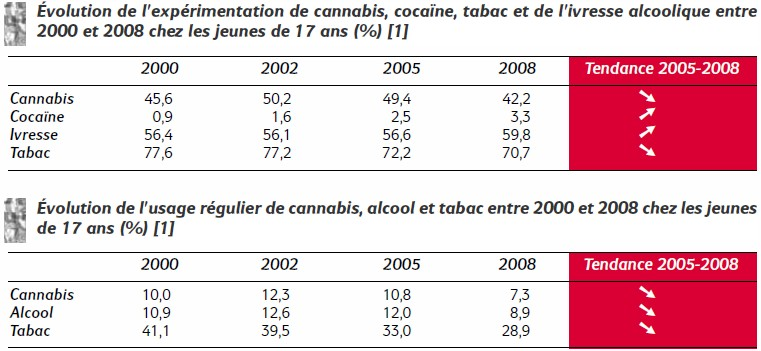 Évolution de l'expérimentation de cannabis, cocaïne, tabac et de l'ivresse alcoolique entre
2000 et 2008 chez les jeunes de 17 ans (%) [1]
2000 2002 2005 2008 Tendance 2005-2008
Cannabis 45,6 50,2 49,4 42,2 ↘
Cocaïne 0,9 1,6 2,5 3,3 ↗
Ivresse 56,4 56,1 56,6 59,8 ↗
Tabac 77,6 77,2 72,2 70,7 ↘
Évolution de l'usage régulier de cannabis, alcool et tabac entre 2000 et 2008 chez les jeunes
de 17 ans (%) [1]
2000 2002 2005 2008 Tendance 2005-2008
Cannabis 10,0 12,3 10,8 7,3 ↘
Alcool 10,9 12,6 12,0 8,9 ↘
Tabac 41,1 39,5 33,0 28,9 ↘